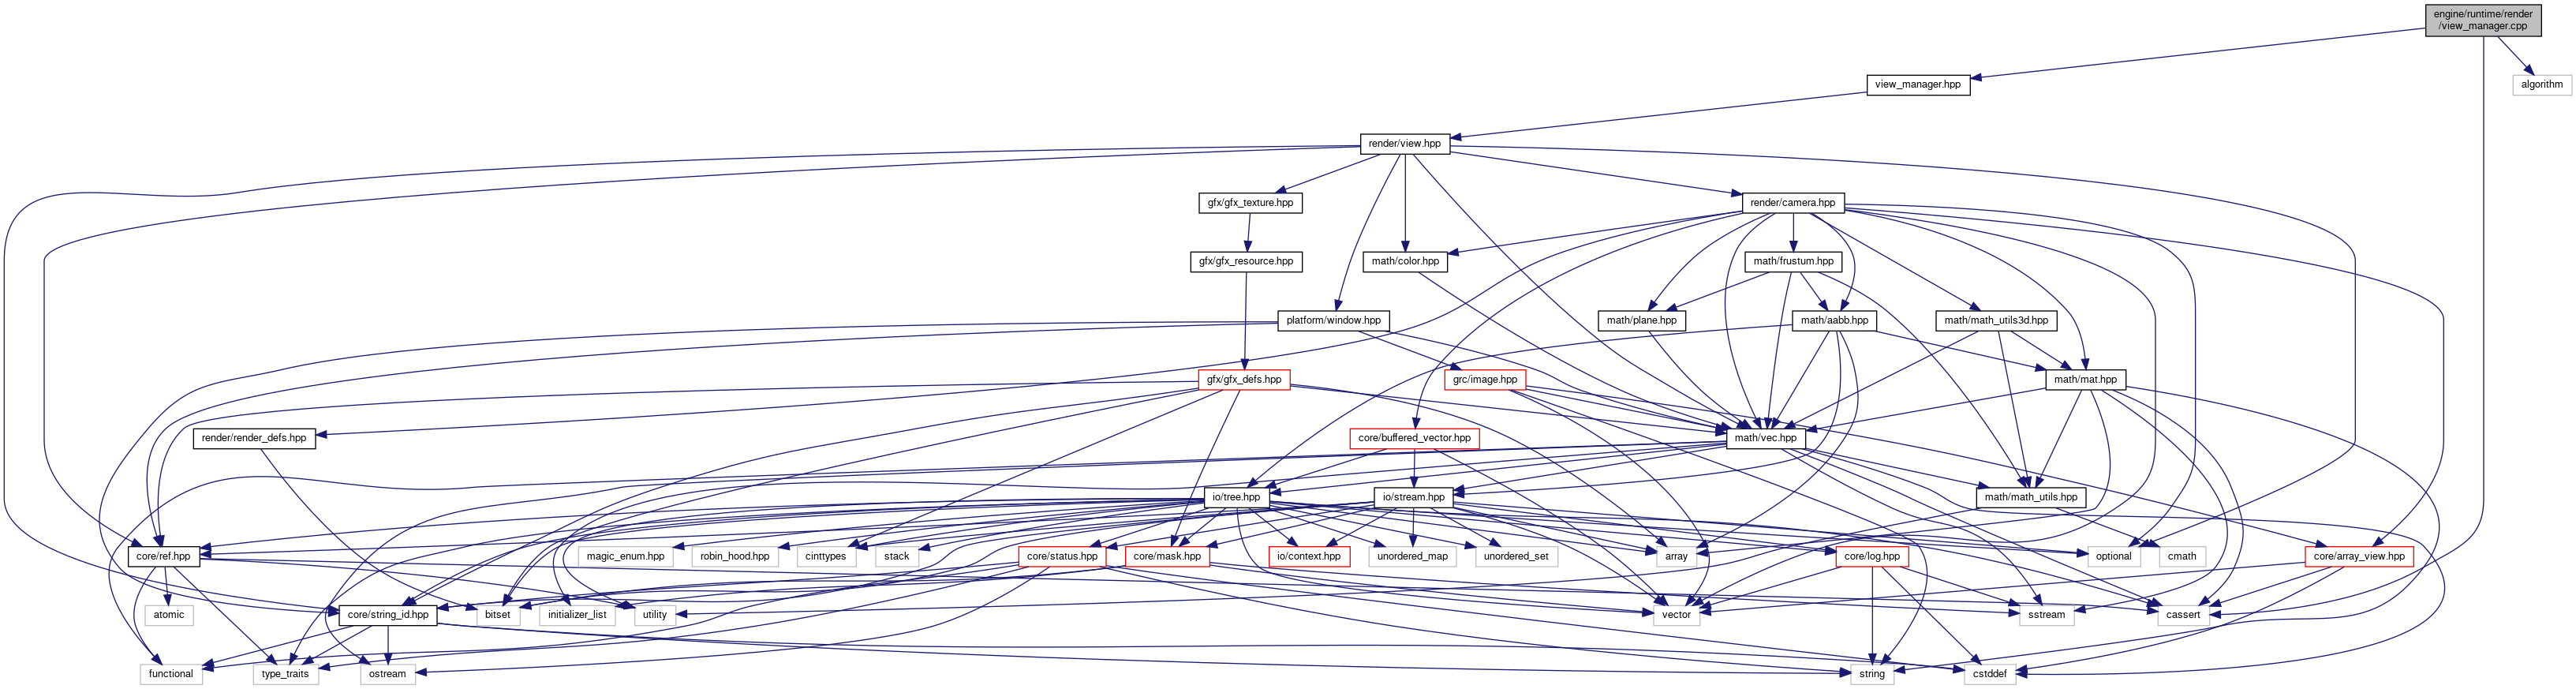 engine/runtime/render
/view_manager.cpp
view_manager.hpp
algorithm
render/view.hpp
gfx/gfx_texture.hpp
render/camera.hpp
gfx/gfx_resource.hpp
math/color.hpp
math/frustum.hpp
platform/window.hpp
math/plane.hpp
math/aabb.hpp
math/math_utils3d.hpp
gfx/gfx_defs.hpp
grc/image.hpp
math/mat.hpp
render/render_defs.hpp
core/buffered_vector.hpp
math/vec.hpp
io/tree.hpp
io/stream.hpp
math/math_utils.hpp
core/ref.hpp
magic_enum.hpp
robin_hood.hpp
cinttypes
stack
core/status.hpp
core/mask.hpp
io/context.hpp
unordered_map
unordered_set
array
core/log.hpp
optional
cmath
core/array_view.hpp
atomic
core/string_id.hpp
bitset
initializer_list
utility
vector
sstream
cassert
functional
type_traits
ostream
string
cstddef